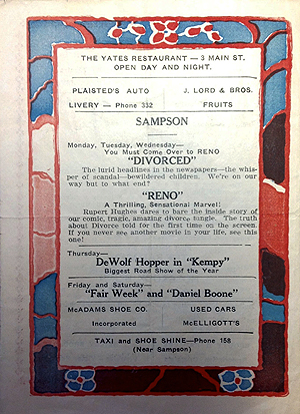 THE YATES RESTAURANT — 3 MAIN ST.
OPEN DAY AND NIGHT.
PLAISTED'S AUTO
LIVERY — Phone 332
J. LORD & BROS.
FRUITS
SAMPSON
Monday, Tuesday, Wednesday—
You Must Come Over to RENO
"DIVORCED"
The lurid headlines in the newspapers—the whis-
per of scandal—bewildered children. We're on our
way but to what end?
"RENO"
A Thrilling, Sensational Marvel!
Rupert Hughes dares to bare the inside story of
our comic, tragic, amazing divorce, single. The truth
about Divorce told for the first time on the screen.
If you never see another movie in your life, see this
one!
Thursday—
DeWolf Hopper in "Kempy"
Biggest Road Show of the Year
Friday and Saturday—
"Fair Week" and "Daniel Boone"
McADAMS SHOE CO.
Incorporated
USED CARS
McELLIGOTT'S
TAXI and SHOE SHINE—Phone 158
(Near Sampson)